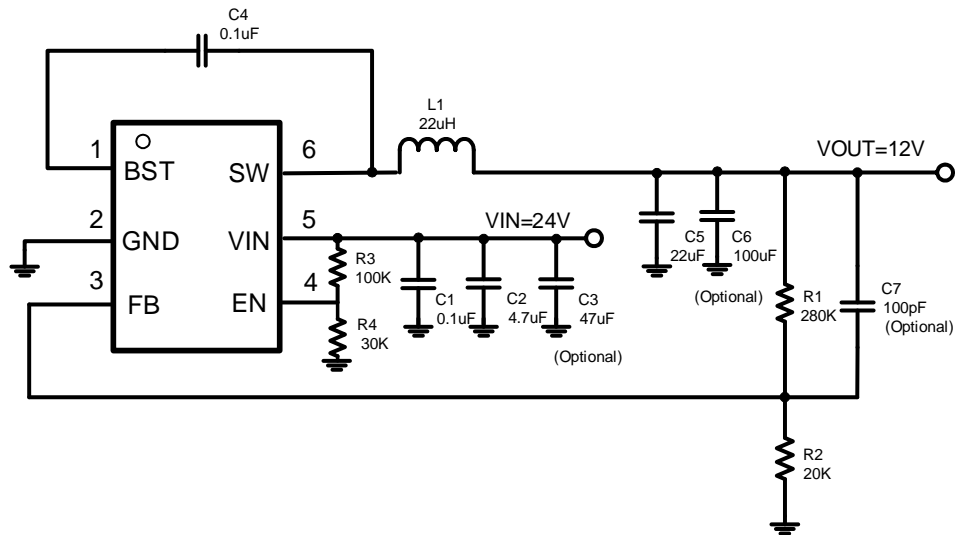 C4
0.1uF
L1
22uH
1
BST
6
SW
VOUT=12V
2
GND
5
VIN
VIN=24V
3
FB
4
EN
R3
100K
R4
30K
C1
0.1uF
C2
4.7uF
C3
47uF
(Optional)
C5
22uF
C6
100uF
(Optional)
R1
280K
C7
100pF
(Optional)
R2
20K